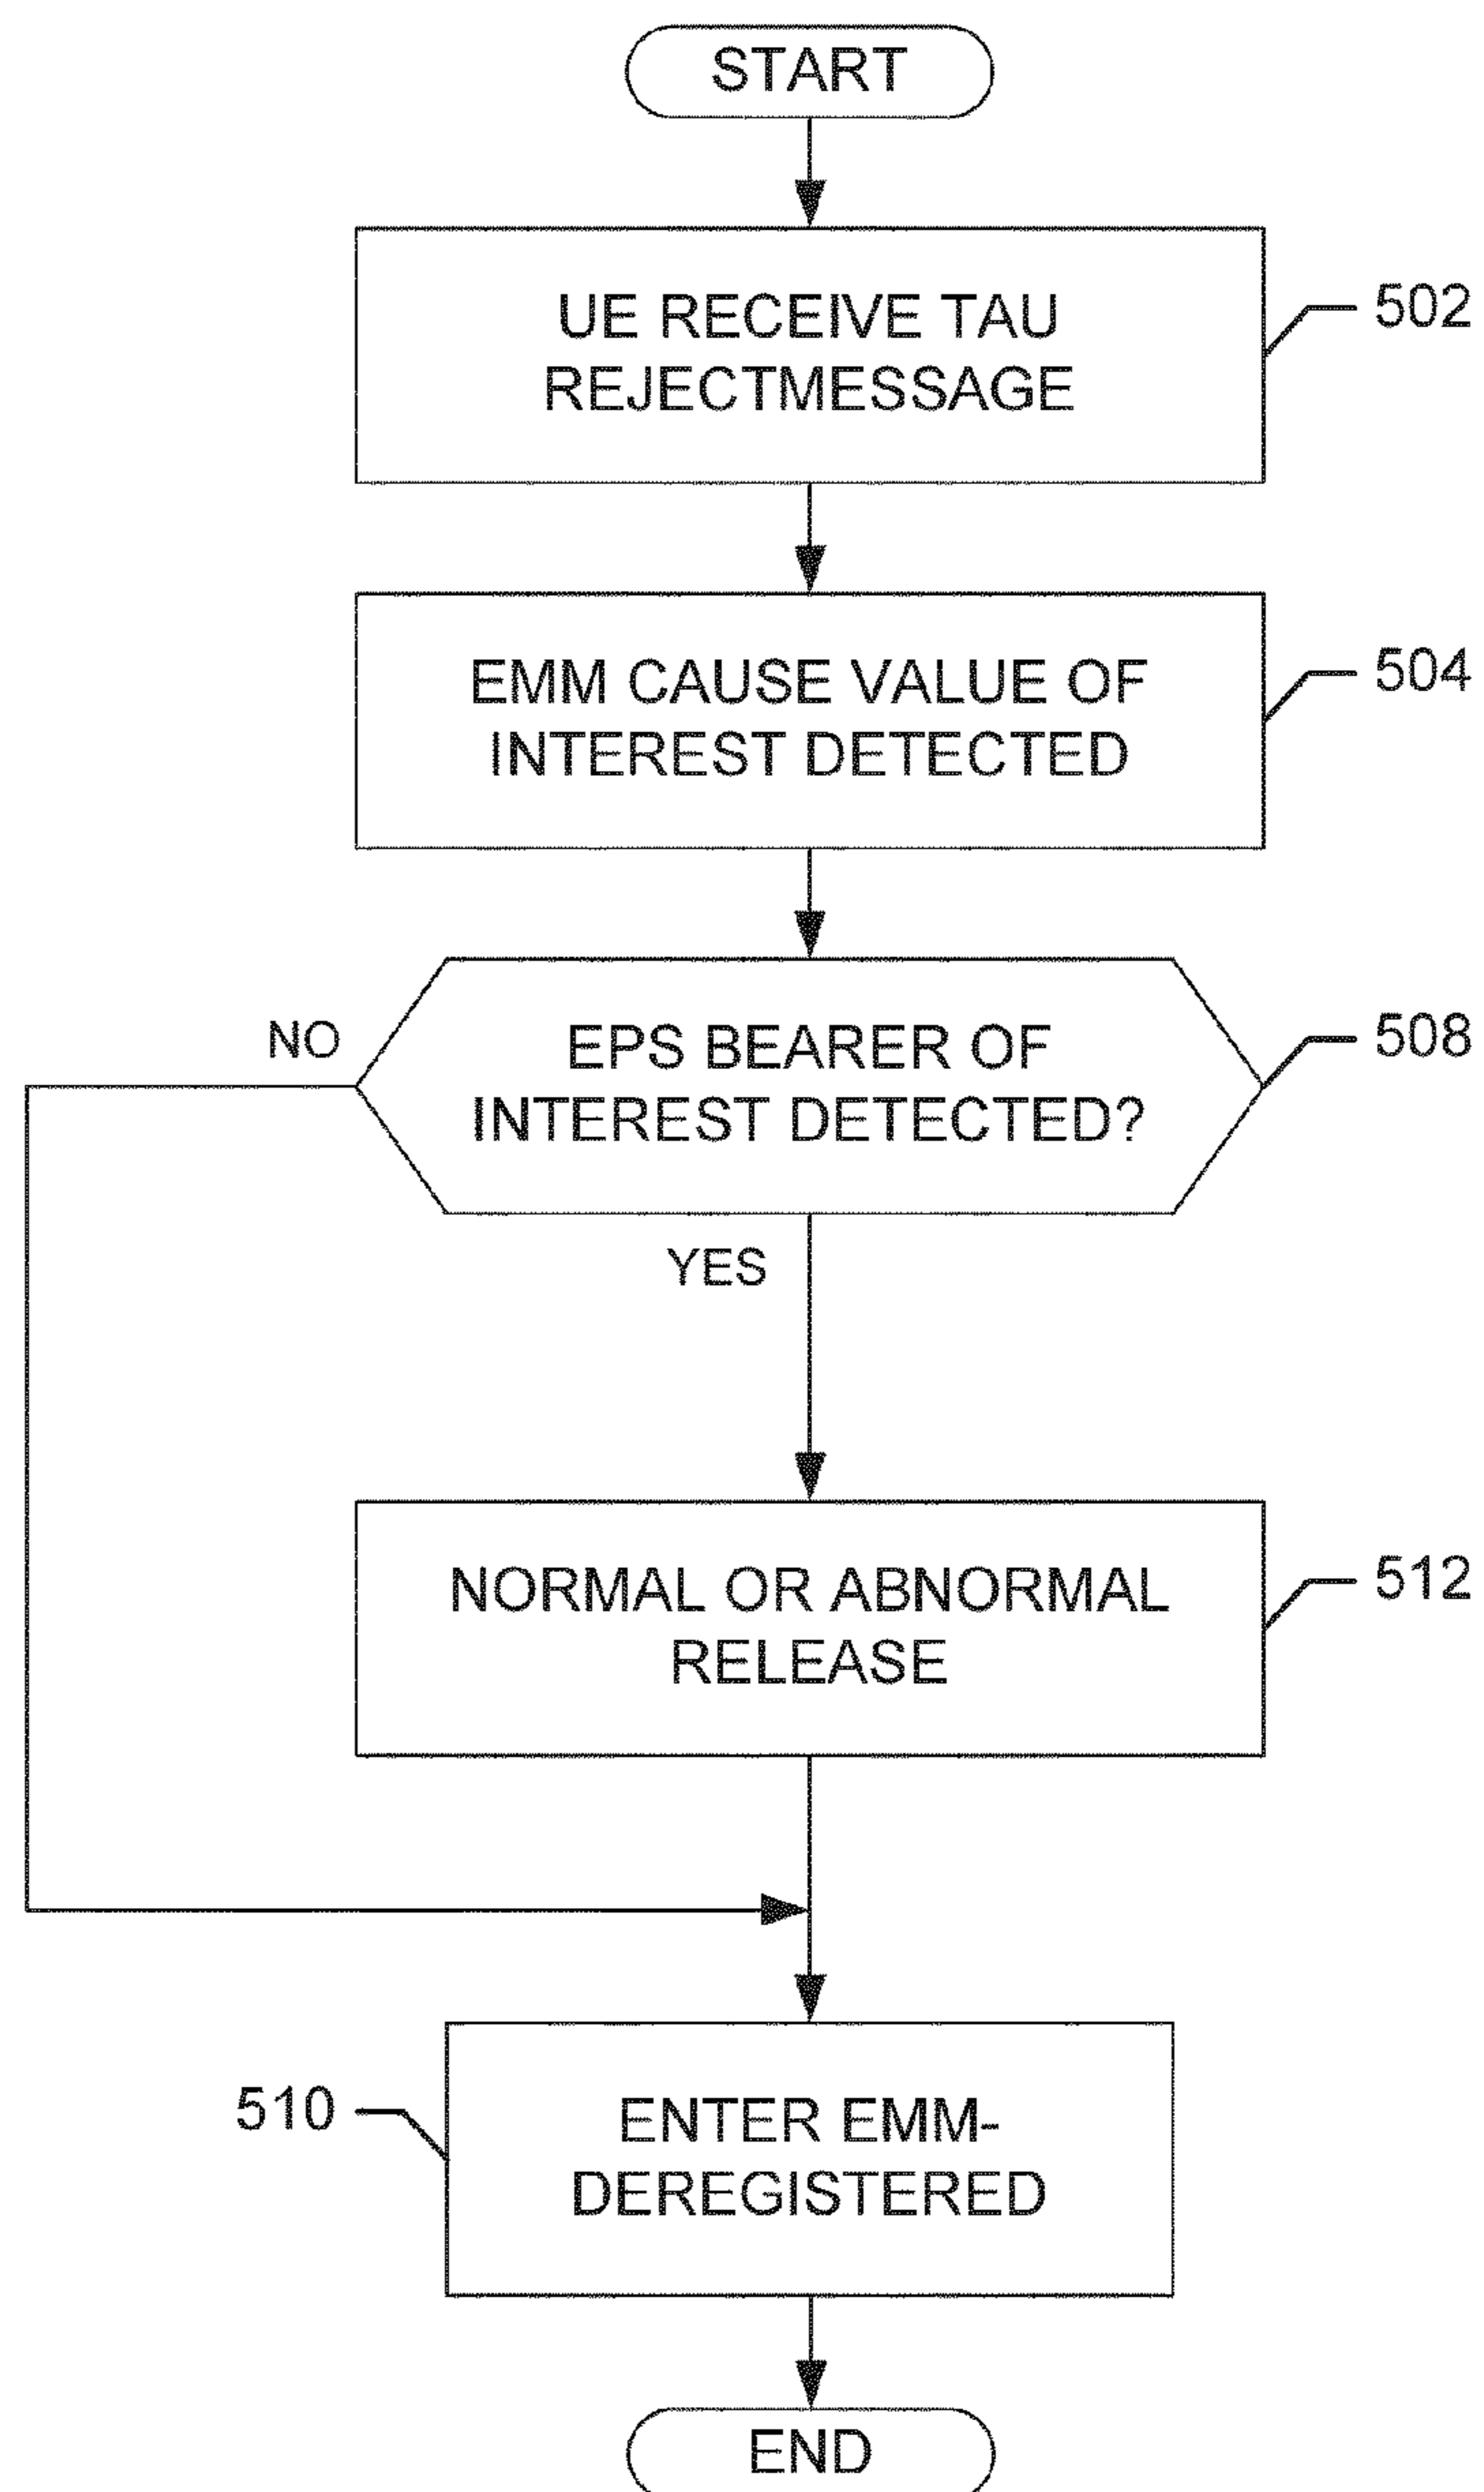 START
UE RECEIVE TAU
REJECTMESSAGE
502
EMM CAUSE VALUE OF
INTEREST DETECTED
504
NO
EPS BEARER OF
INTEREST DETECTED?
508
YES
NORMAL OR ABNORMAL
RELEASE
512
510
ENTER EMM-
DEREGISTERED
END